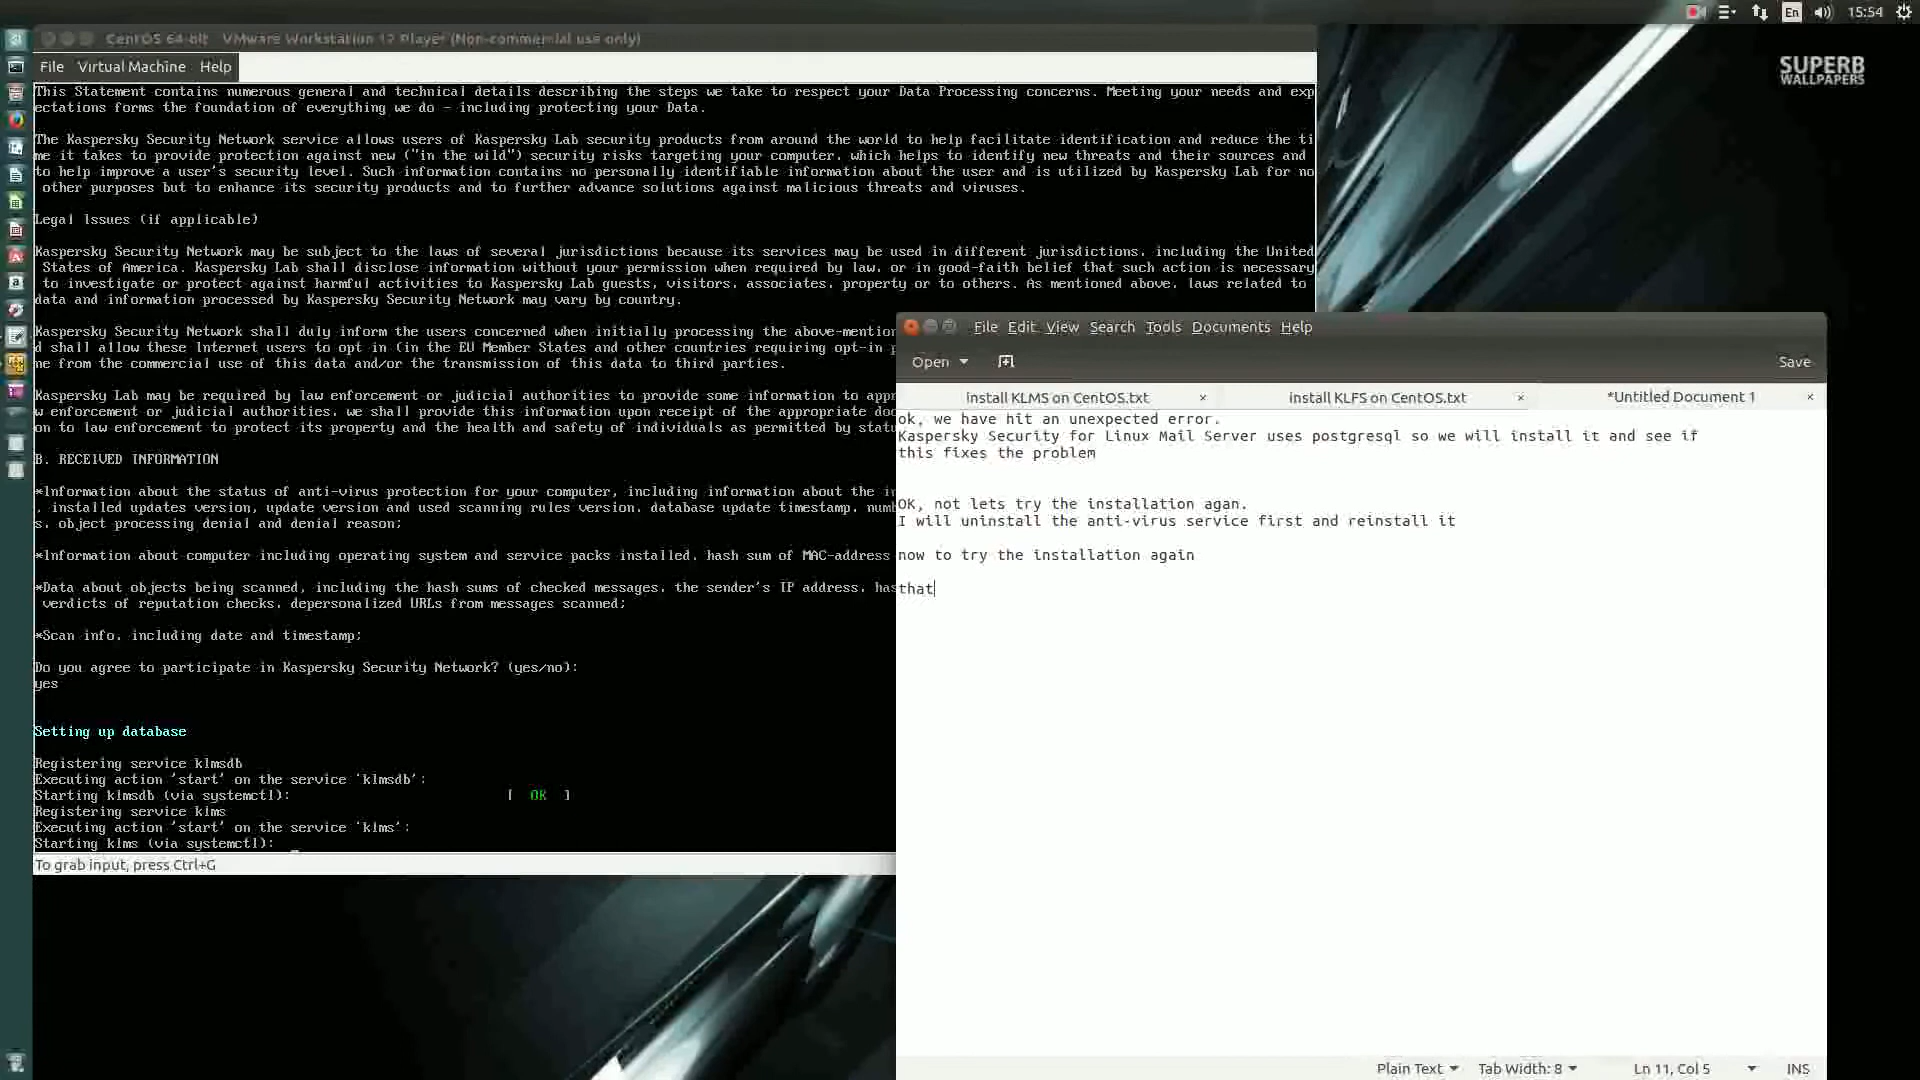 En
15:54
CentOS 64-bit - VMware Workstation 12 Player (Non-commercial use only)
File Virtual Machine Help
SUPERB
WALLPAPERS
This Statement contains numerous general and technical details describing the steps we take to respect your Data Processing concerns. Meeting your needs and exp
ectations forms the foundation of everything we do - including protecting your Data.
The Kaspersky Security Network service allows users of Kaspersky Lab security products from around the world to help facilitate identification and reduce the ti
me it takes to provide protection against new ("in the wild") security risks targeting your computer, which helps to identify new threats and their sources and
to help improve a user's security level. Such information contains no personally identifiable information about the user and is utilized by Kaspersky Lab for no
other purposes but to enhance its security products and to further advance solutions against malicious threats and viruses.
Legal Issues (if applicable)
Kaspersky Security Network may be subject to the laws of several jurisdictions because its services may be used in different jurisdictions, including the United
States of America. Kaspersky Lab shall disclose information without your permission when required by law, or in good-faith belief that such action is necessary
to investigate or protect against harmful activities to Kaspersky Lab guests, visitors, associates, property or to others. As mentioned above, laws related to
data and information processed by Kaspersky Security Network may vary by country.
Kaspersky Security Network shall duly inform the users concerned when initially processing the above-mention
d shall allow these Internet users to opt in (in the EU Member States and other countries requiring opt-in p
ne from the commercial use of this data and/or the transmission of this data to third parties.
Kaspersky Lab may be required by law enforcement or judicial authorities to provide some information to appr
w enforcement or judicial authorities, we shall provide this information upon receipt of the appropriate doc
on to law enforcement to protect its property and the health and safety of individuals as permitted by statu
B. RECEIVED INFORMATION
*Information about the status of anti-virus protection for your computer, including information about the in
, installed updates version, update version and used scanning rules version, database update timestamp, numb
s, object processing denial and denial reason;
*Information about computer including operating system and service packs installed, hash sum of MAC-address
*Data about objects being scanned, including the hash sums of checked messages, the sender's IP address, has
verdicts of reputation checks, depersonalized URLs from messages scanned;
*Scan info, including date and timestamp;
Do you agree to participate in Kaspersky Security Network? (yes/no):
yes
Setting up database
Registering service klmsdb
Executing action 'start' on the service 'klmsdb':
Starting klmsdb (via systemctl): [ OK ]
Registering service klms
Executing action 'start' on the service 'klms':
Starting klms (via systemctl): _
To grab input, press Ctrl+G
File Edit View Search Tools Documents Help
Open Save
install KLMS on CentOS.txt × install KLFS on CentOS.txt × *Untitled Document 1 ×
ok, we have hit an unexpected error.
Kaspersky Security for Linux Mail Server uses postgresql so we will install it and see if
this fixes the problem
OK, not lets try the installation agan.
I will uninstall the anti-virus service first and reinstall it
now to try the installation again
that
Plain Text Tab Width: 8 Ln 11, Col 5 INS